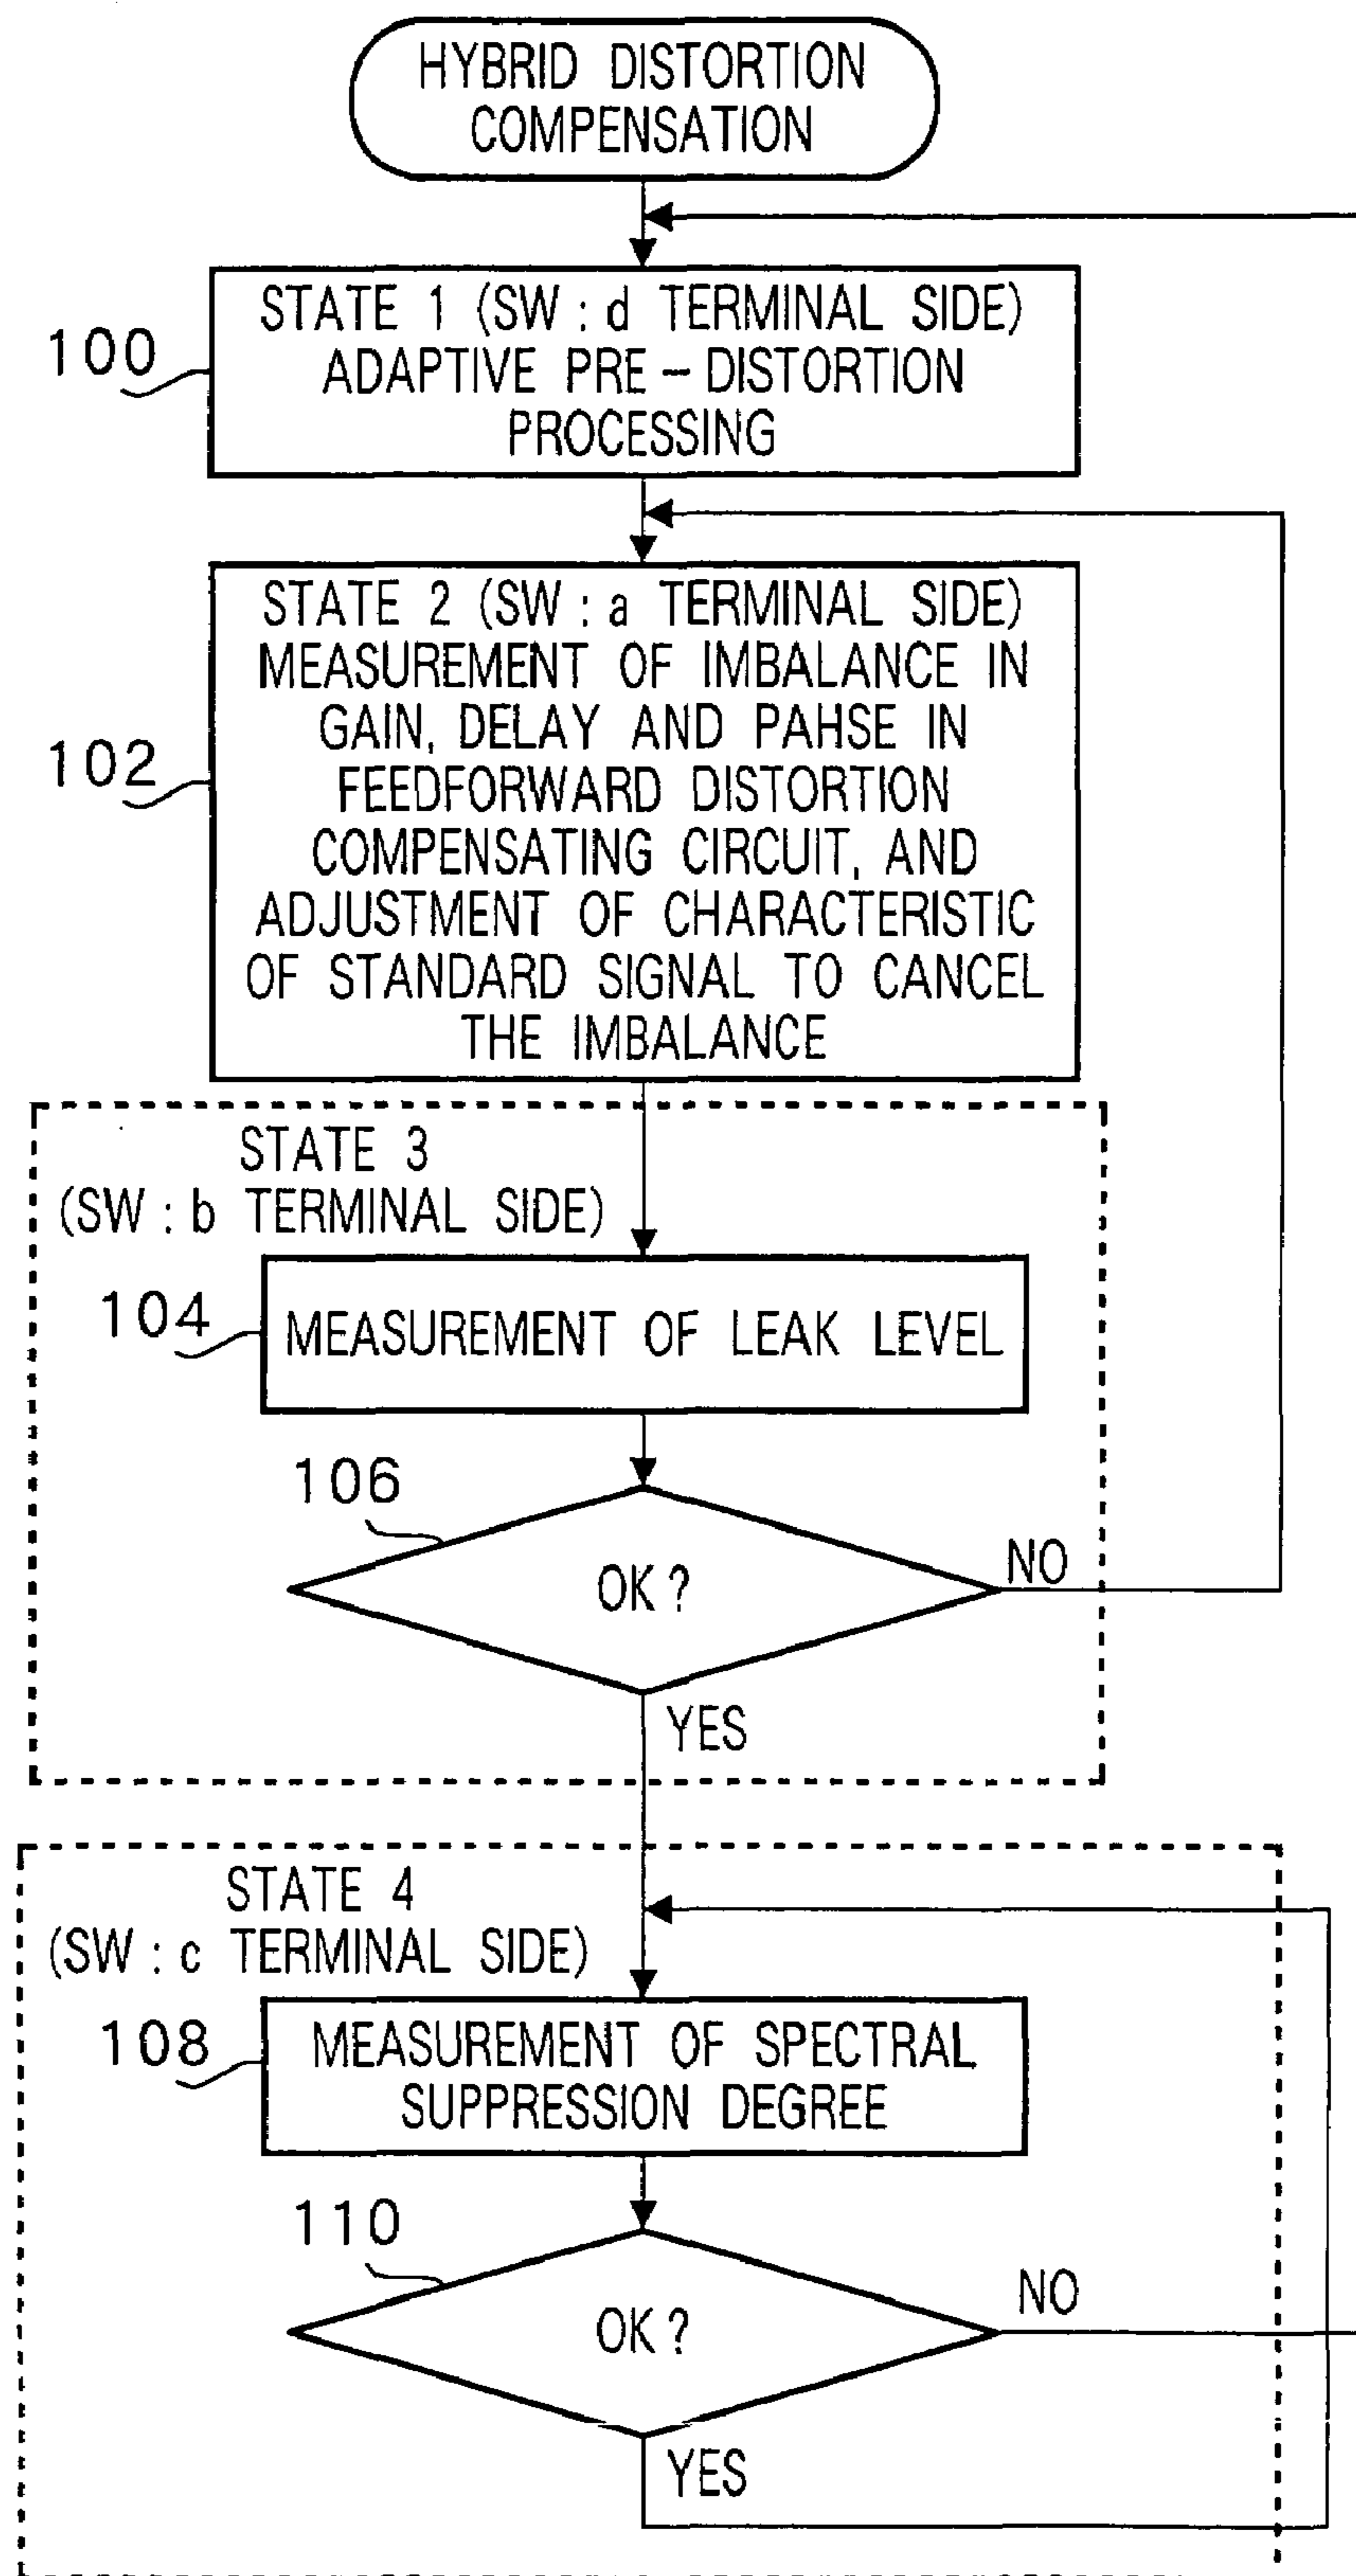 HYBRID DISTORTION
COMPENSATION
STATE 1 (SW : d TERMINAL SIDE)
ADAPTIVE PRE – DISTORTION
PROCESSING
100
STATE 2 (SW : a TERMINAL SIDE)
MEASUREMENT OF IMBALANCE IN
GAIN, DELAY AND PAHSE IN
FEEDFORWARD DISTORTION
COMPENSATING CIRCUIT, AND
ADJUSTMENT OF CHARACTERISTIC
OF STANDARD SIGNAL TO CANCEL
THE IMBALANCE
102
STATE 3
(SW : b TERMINAL SIDE)
104
MEASUREMENT OF LEAK LEVEL
106
OK ?
NO
YES
STATE 4
(SW : c TERMINAL SIDE)
108
MEASUREMENT OF SPECTRAL
SUPPRESSION DEGREE
110
OK ?
NO
YES